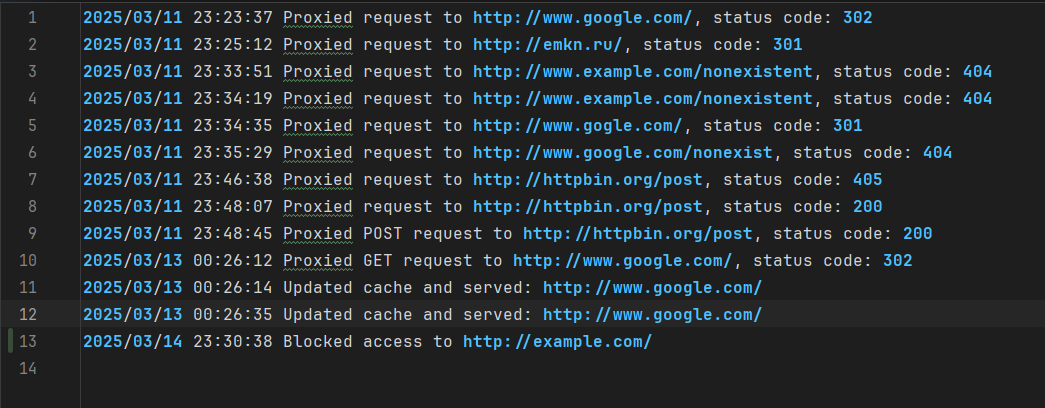 1 2025/03/11 23:23:37 Proxied request to http://www.google.com/, status code: 302
2 2025/03/11 23:25:12 Proxied request to http://emkn.ru/, status code: 301
3 2025/03/11 23:33:51 Proxied request to http://www.example.com/nonexistent, status code: 404
4 2025/03/11 23:34:19 Proxied request to http://www.example.com/nonexistent, status code: 404
5 2025/03/11 23:34:35 Proxied request to http://www.gogle.com/, status code: 301
6 2025/03/11 23:35:29 Proxied request to http://www.google.com/nonexist, status code: 404
7 2025/03/11 23:46:38 Proxied request to http://httpbin.org/post, status code: 405
8 2025/03/11 23:48:07 Proxied request to http://httpbin.org/post, status code: 200
9 2025/03/11 23:48:45 Proxied POST request to http://httpbin.org/post, status code: 200
10 2025/03/13 00:26:12 Proxied GET request to http://www.google.com/, status code: 302
11 2025/03/13 00:26:14 Updated cache and served: http://www.google.com/
12 2025/03/13 00:26:35 Updated cache and served: http://www.google.com/
13 2025/03/14 23:30:38 Blocked access to http://example.com/
14